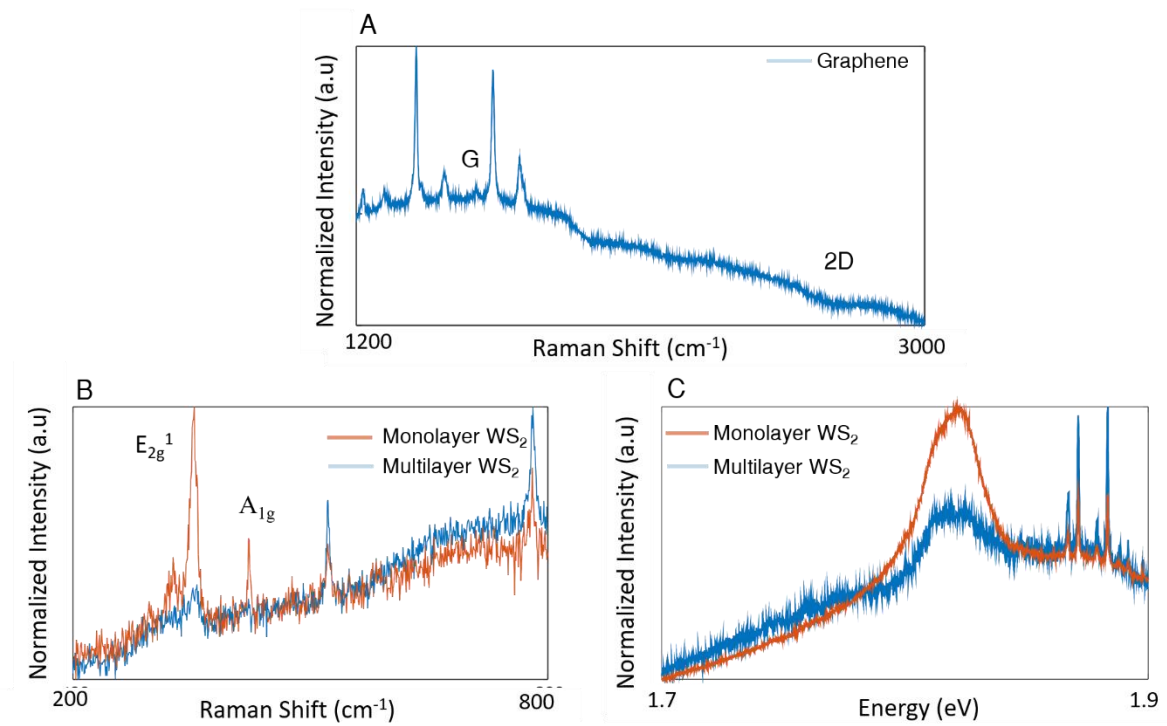 A
Normalized Intensity (a.u)
Graphene
G
2D
1200
Raman Shift (cm⁻¹)
3000
B
Normalized Intensity (a.u)
E₂g¹
A₁g
Monolayer WS₂
Multilayer WS₂
200
Raman Shift (cm⁻¹)
800
C
Normalized Intensity (a.u)
Monolayer WS₂
Multilayer WS₂
1.7
Energy (eV)
1.9